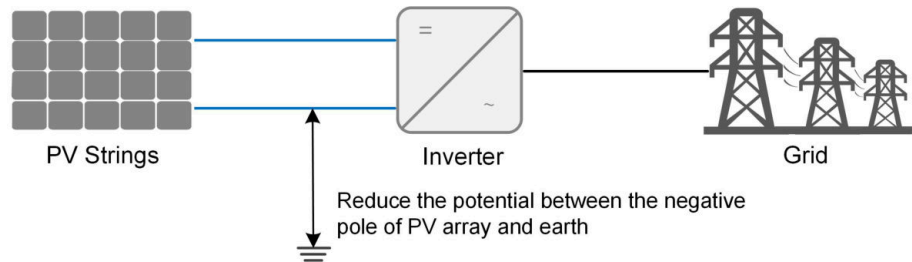 PV Strings
Inverter
Grid
Reduce the potential between the negative
pole of PV array and earth